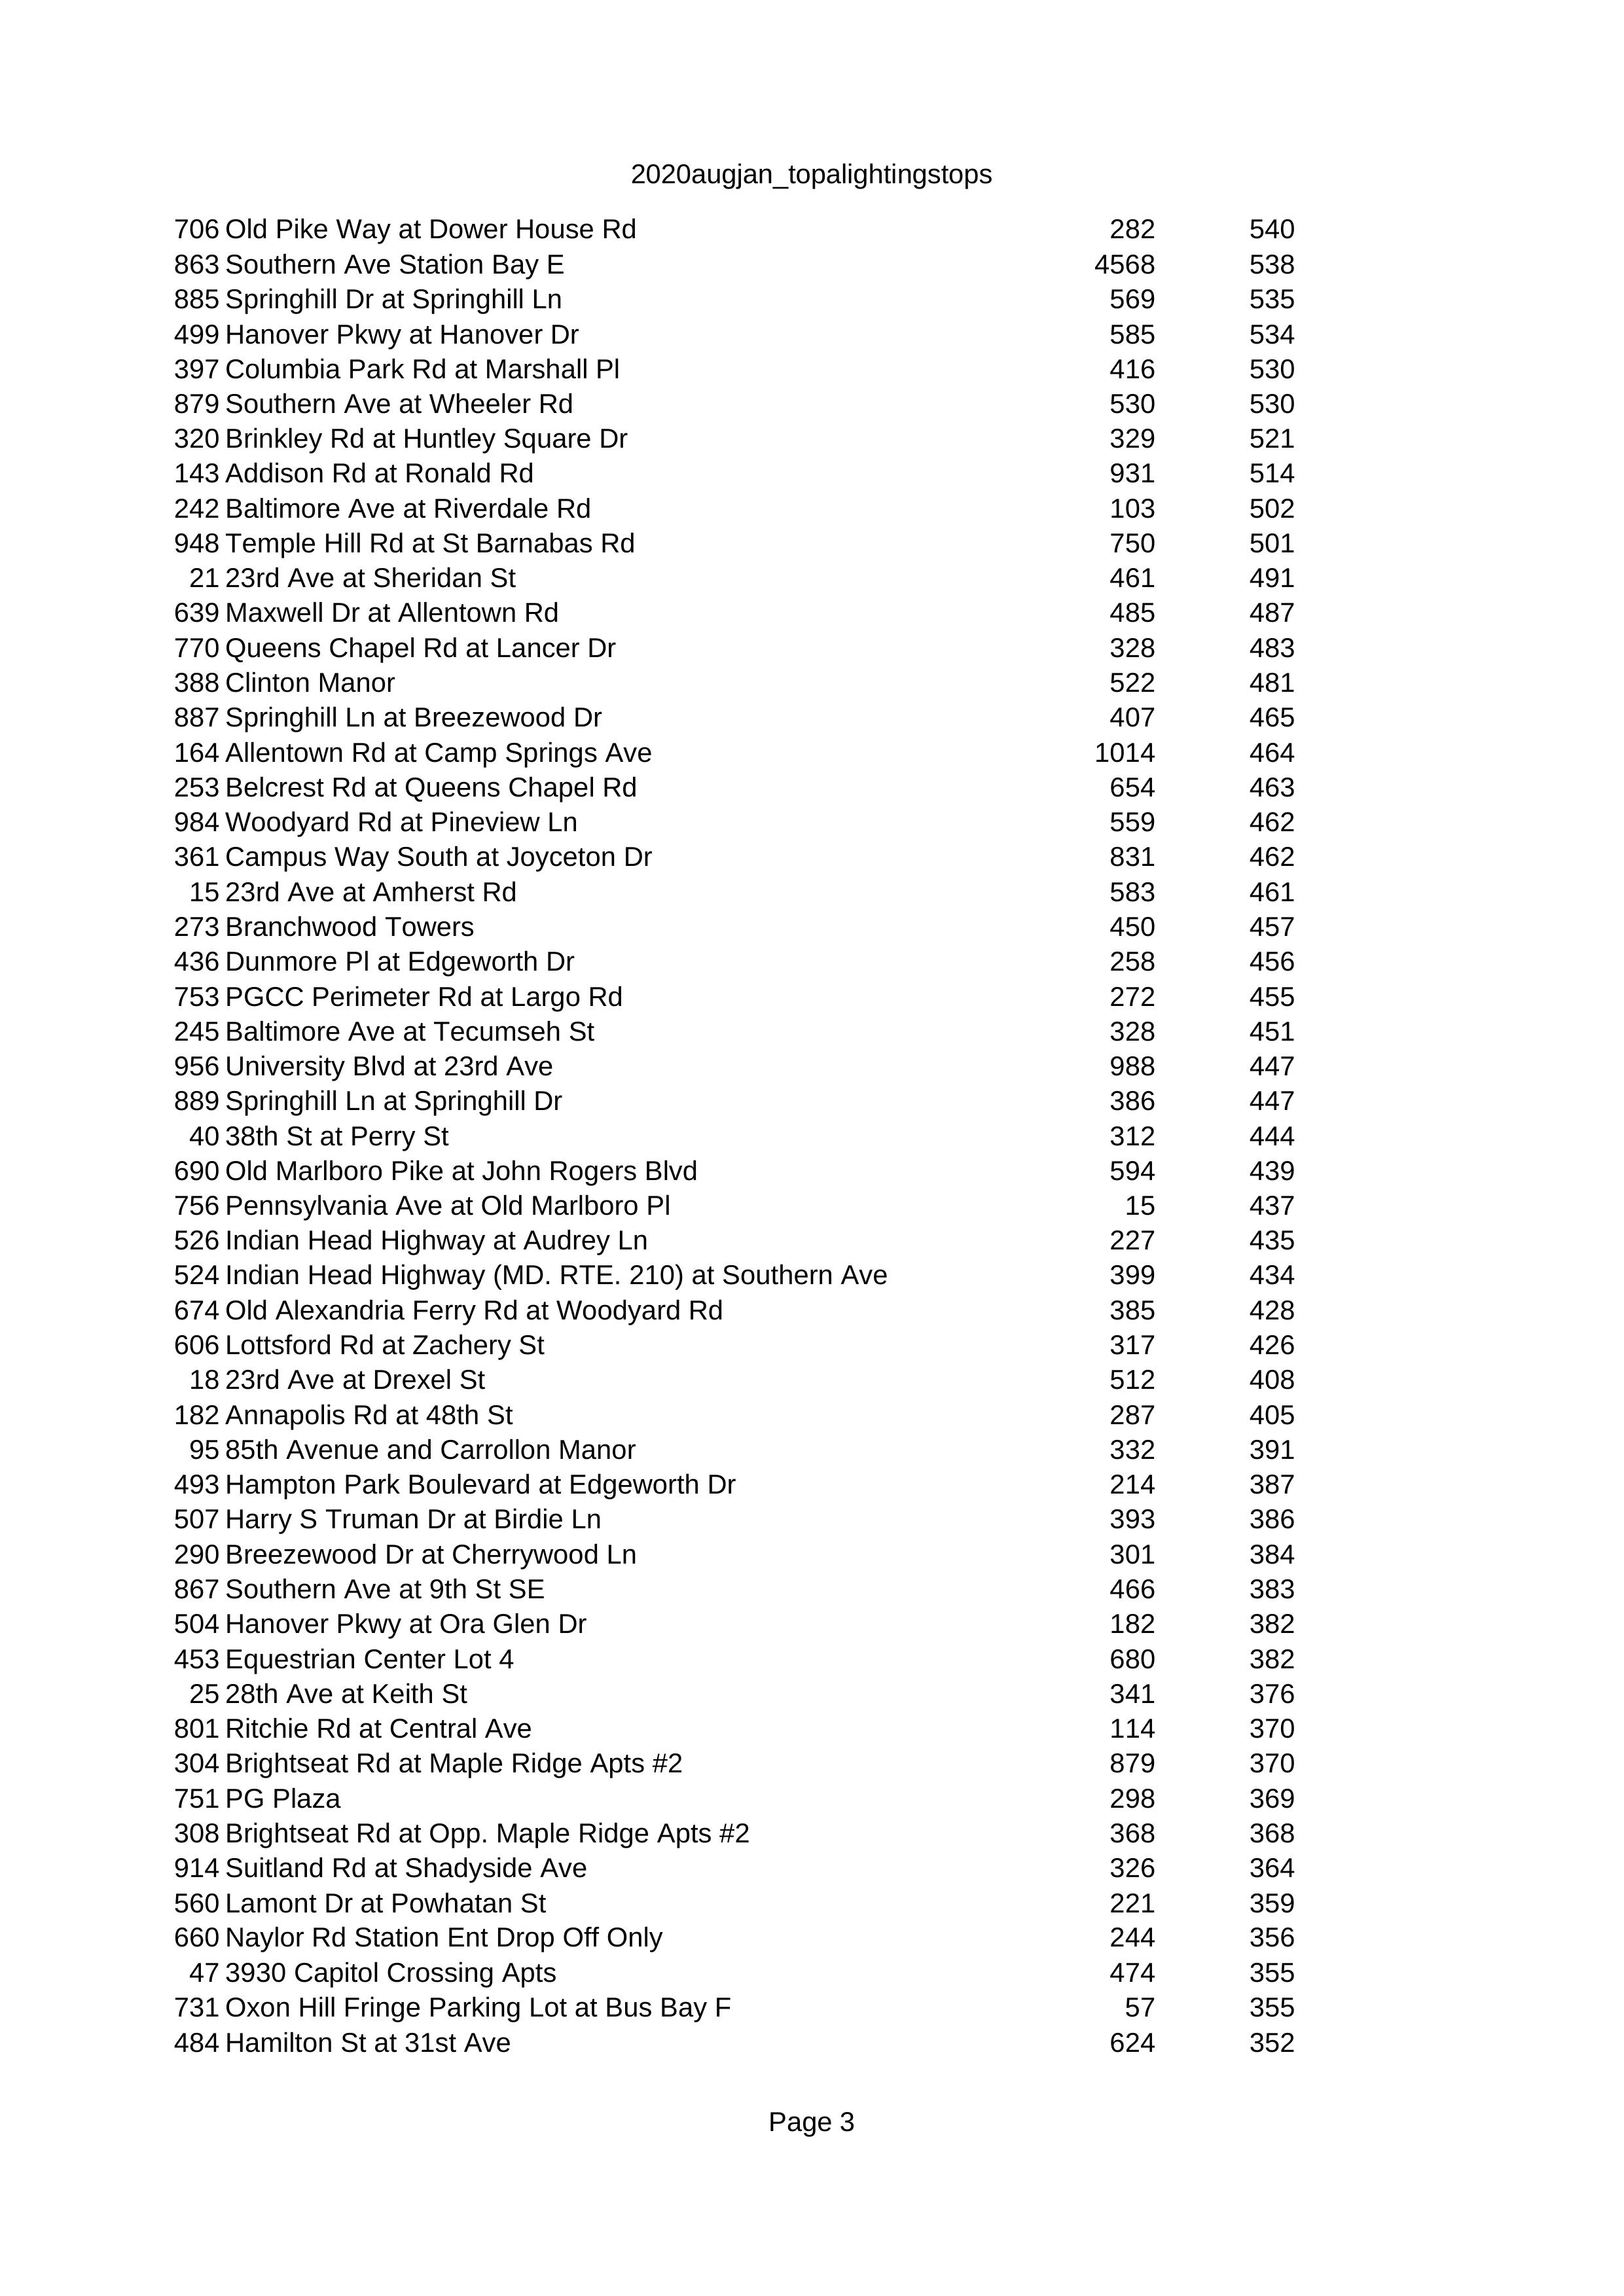 2020augjan_topalightingstops
706 Old Pike Way at Dower House Rd 282 540
863 Southern Ave Station Bay E 4568 538
885 Springhill Dr at Springhill Ln 569 535
499 Hanover Pkwy at Hanover Dr 585 534
397 Columbia Park Rd at Marshall Pl 416 530
879 Southern Ave at Wheeler Rd 530 530
320 Brinkley Rd at Huntley Square Dr 329 521
143 Addison Rd at Ronald Rd 931 514
242 Baltimore Ave at Riverdale Rd 103 502
948 Temple Hill Rd at St Barnabas Rd 750 501
21 23rd Ave at Sheridan St 461 491
639 Maxwell Dr at Allentown Rd 485 487
770 Queens Chapel Rd at Lancer Dr 328 483
388 Clinton Manor 522 481
887 Springhill Ln at Breezewood Dr 407 465
164 Allentown Rd at Camp Springs Ave 1014 464
253 Belcrest Rd at Queens Chapel Rd 654 463
984 Woodyard Rd at Pineview Ln 559 462
361 Campus Way South at Joyceton Dr 831 462
15 23rd Ave at Amherst Rd 583 461
273 Branchwood Towers 450 457
436 Dunmore Pl at Edgeworth Dr 258 456
753 PGCC Perimeter Rd at Largo Rd 272 455
245 Baltimore Ave at Tecumseh St 328 451
956 University Blvd at 23rd Ave 988 447
889 Springhill Ln at Springhill Dr 386 447
40 38th St at Perry St 312 444
690 Old Marlboro Pike at John Rogers Blvd 594 439
756 Pennsylvania Ave at Old Marlboro Pl 15 437
526 Indian Head Highway at Audrey Ln 227 435
524 Indian Head Highway (MD. RTE. 210) at Southern Ave 399 434
674 Old Alexandria Ferry Rd at Woodyard Rd 385 428
606 Lottsford Rd at Zachery St 317 426
18 23rd Ave at Drexel St 512 408
182 Annapolis Rd at 48th St 287 405
95 85th Avenue and Carrollon Manor 332 391
493 Hampton Park Boulevard at Edgeworth Dr 214 387
507 Harry S Truman Dr at Birdie Ln 393 386
290 Breezewood Dr at Cherrywood Ln 301 384
867 Southern Ave at 9th St SE 466 383
504 Hanover Pkwy at Ora Glen Dr 182 382
453 Equestrian Center Lot 4 680 382
25 28th Ave at Keith St 341 376
801 Ritchie Rd at Central Ave 114 370
304 Brightseat Rd at Maple Ridge Apts #2 879 370
751 PG Plaza 298 369
308 Brightseat Rd at Opp. Maple Ridge Apts #2 368 368
914 Suitland Rd at Shadyside Ave 326 364
560 Lamont Dr at Powhatan St 221 359
660 Naylor Rd Station Ent Drop Off Only 244 356
47 3930 Capitol Crossing Apts 474 355
731 Oxon Hill Fringe Parking Lot at Bus Bay F 57 355
484 Hamilton St at 31st Ave 624 352
Page 3